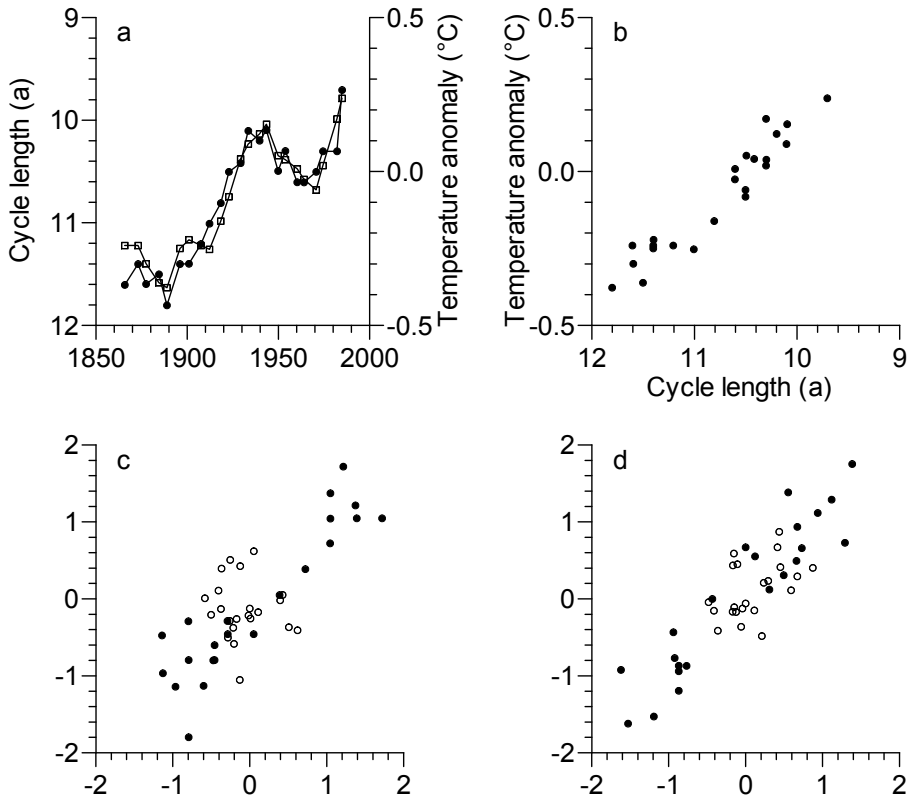 a
9
10
11
12
Cycle length (a)
0.5
0.0
-0.5
Temperature anomaly (°C)
1850 1900 1950 2000
b
0.5
0.0
-0.5
Temperature anomaly (°C)
12 11 10 9
Cycle length (a)
c
2
1
0
-1
-2
-2 -1 0 1 2
d
2
1
0
-1
-2
-2 -1 0 1 2